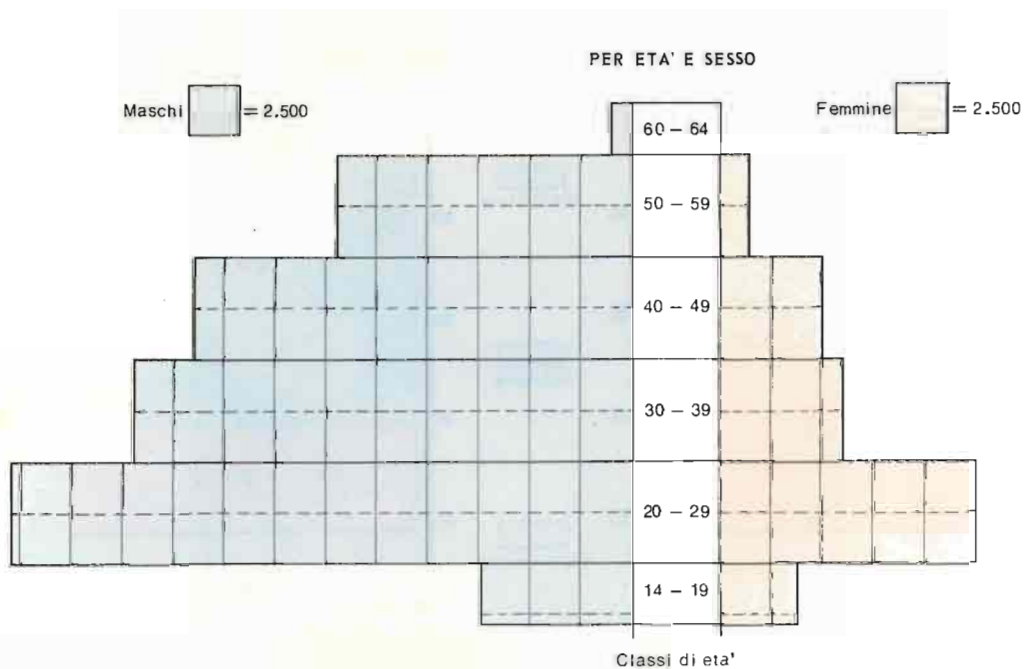 PER ETA' E SESSO
Maschi = 2.500
Femmine = 2.500
60 – 64
50 – 59
40 – 49
30 – 39
20 – 29
14 – 19
Classi di eta'